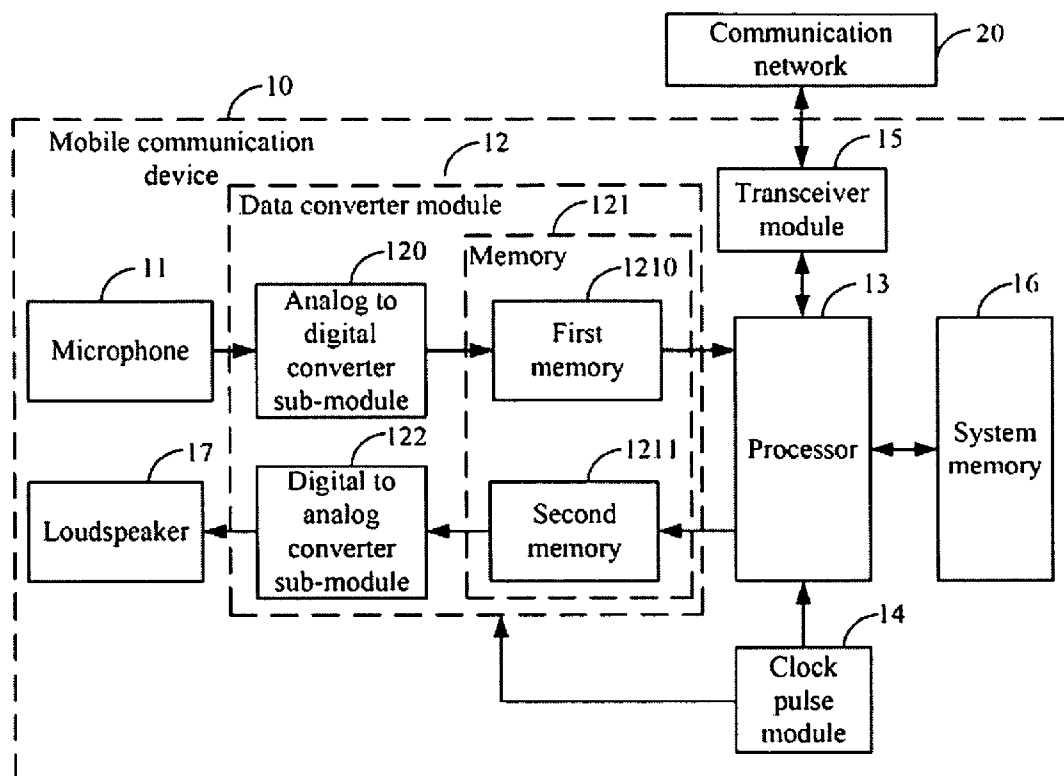 Communication
network
20
10
Mobile communication
device
12
15
Data converter module
121
Transceiver
module
Memory
11
120
1210
13
16
Microphone
Analog to
digital
converter
sub-module
First
memory
Processor
System
memory
17
122
1211
Loudspeaker
Digital to
analog
converter
sub-module
Second
memory
14
Clock
pulse
module